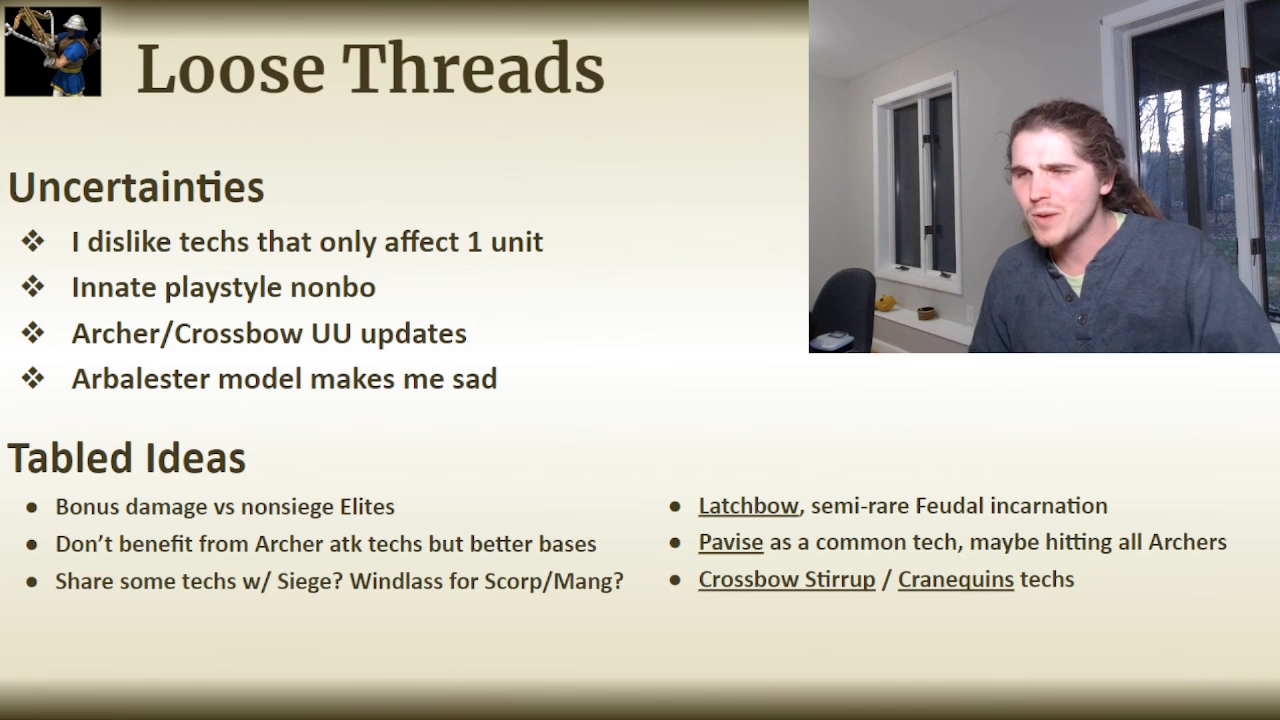 Loose Threads
Uncertainties
❖ I dislike techs that only affect 1 unit
❖ Innate playstyle nonbo
❖ Archer/Crossbow UU updates
❖ Arbalester model makes me sad
Tabled Ideas
● Bonus damage vs nonsiege Elites
● Don’t benefit from Archer atk techs but better bases
● Share some techs w/ Siege? Windlass for Scorp/Mang?
● Latchbow, semi-rare Feudal incarnation
● Pavise as a common tech, maybe hitting all Archers
● Crossbow Stirrup / Cranequins techs